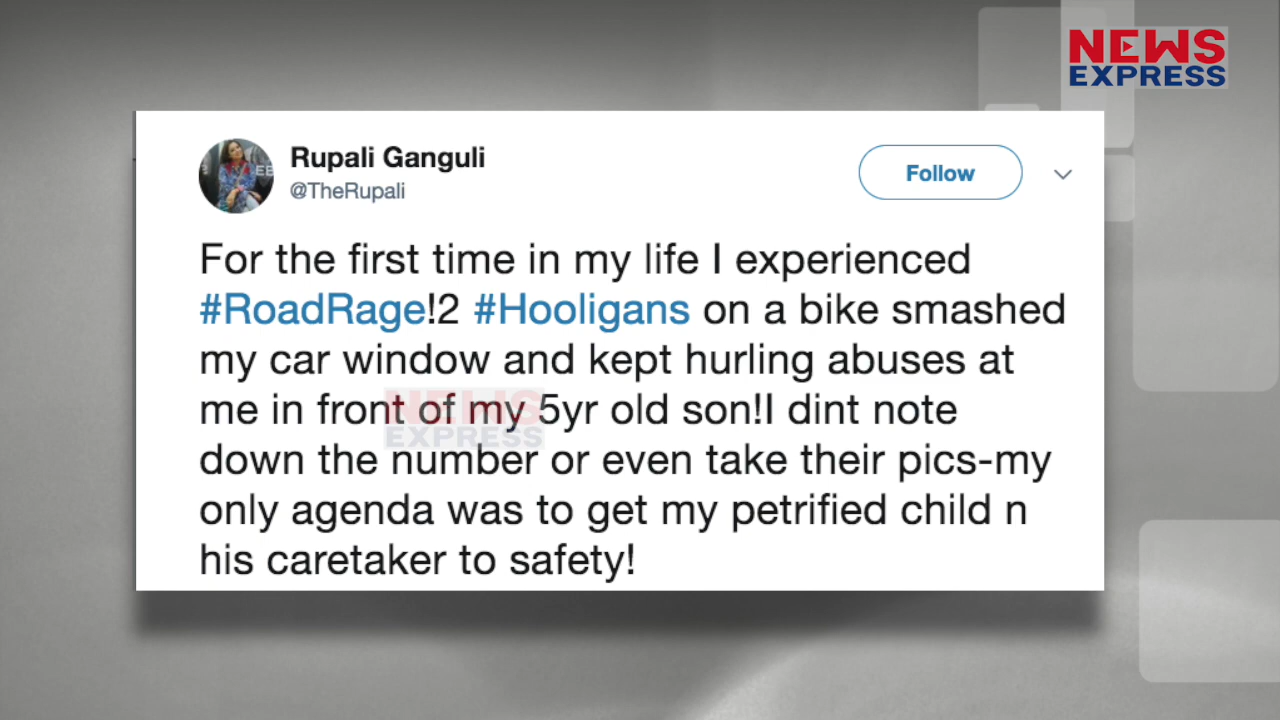 NEWS
EXPRESS
Rupali Ganguli
@TheRupali
Follow
For the first time in my life I experienced
#RoadRage!2 #Hooligans on a bike smashed
my car window and kept hurling abuses at
me in front of my 5yr old son!I dint note
down the number or even take their pics-my
only agenda was to get my petrified child n
his caretaker to safety!
NEWS
EXPRESS